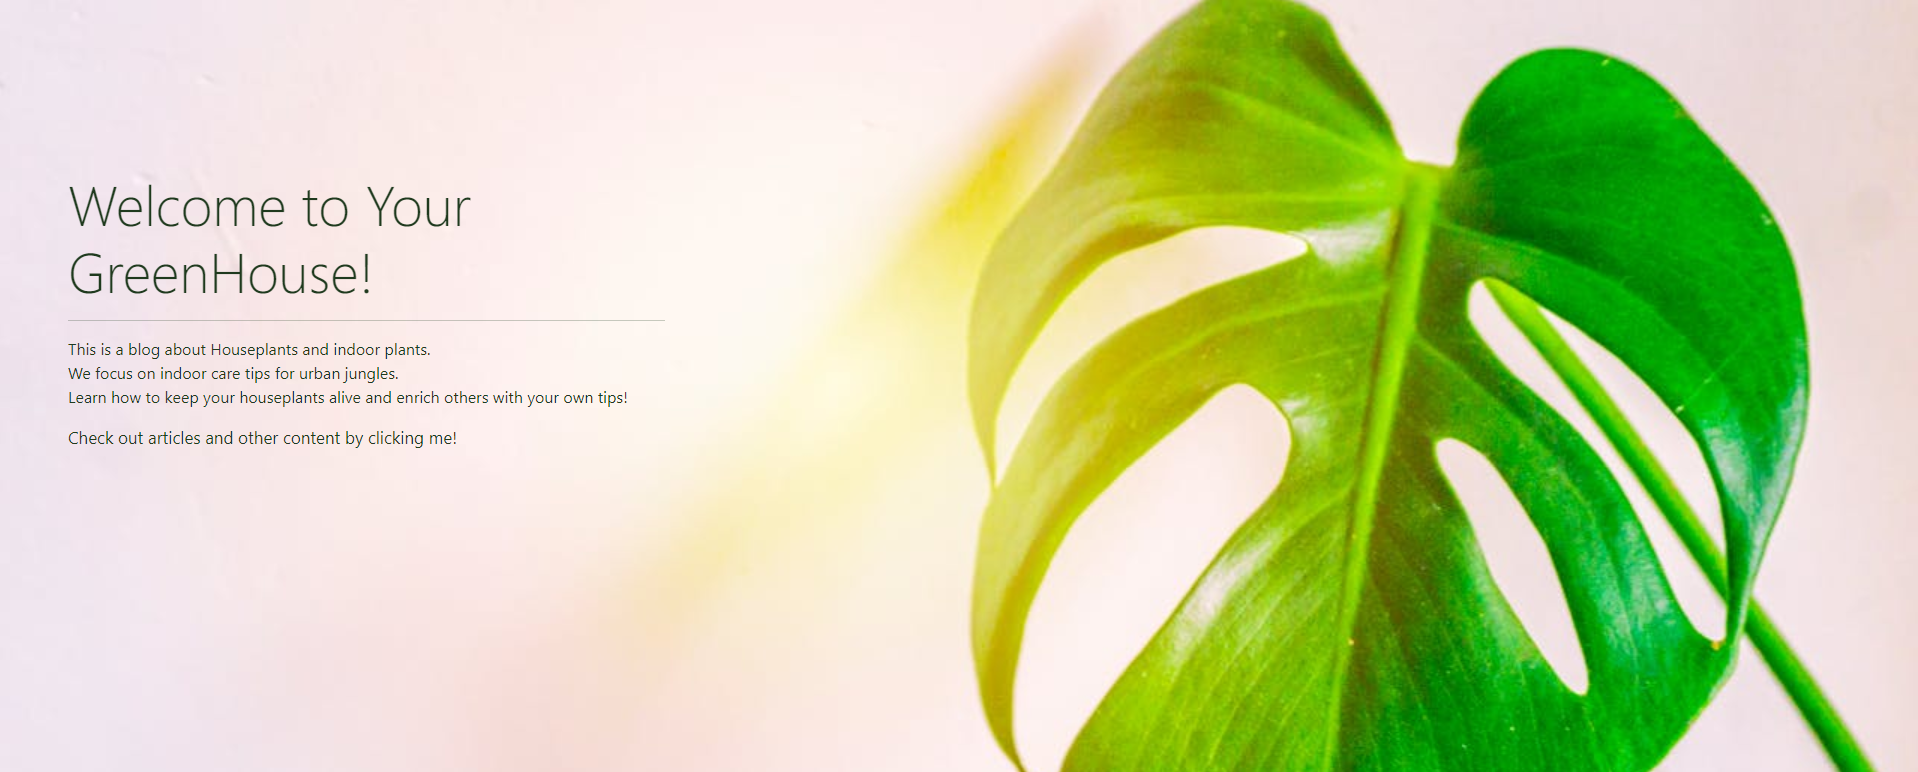 Welcome to Your
GreenHouse!
This is a blog about Houseplants and indoor plants.
We focus on indoor care tips for urban jungles.
Learn how to keep your houseplants alive and enrich others with your own tips!
Check out articles and other content by clicking me!